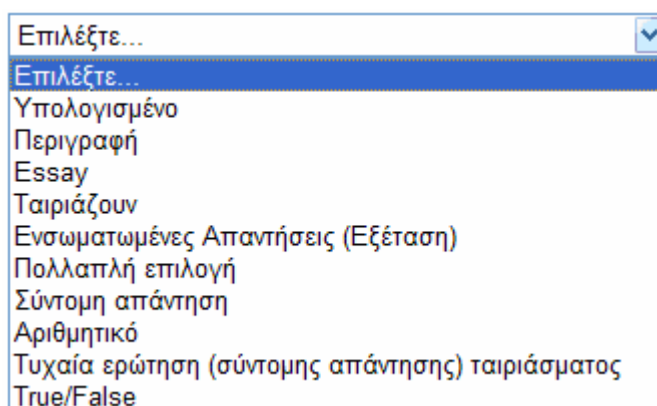 Επιλέξτε...
Επιλέξτε...
Υπολογισμένο
Περιγραφή
Essay
Ταιριάζουν
Ενσωματωμένες Απαντήσεις (Εξέταση)
Πολλαπλή επιλογή
Σύντομη απάντηση
Αριθμητικό
Τυχαία ερώτηση (σύντομης απάντησης) ταιριάσματος
True/False